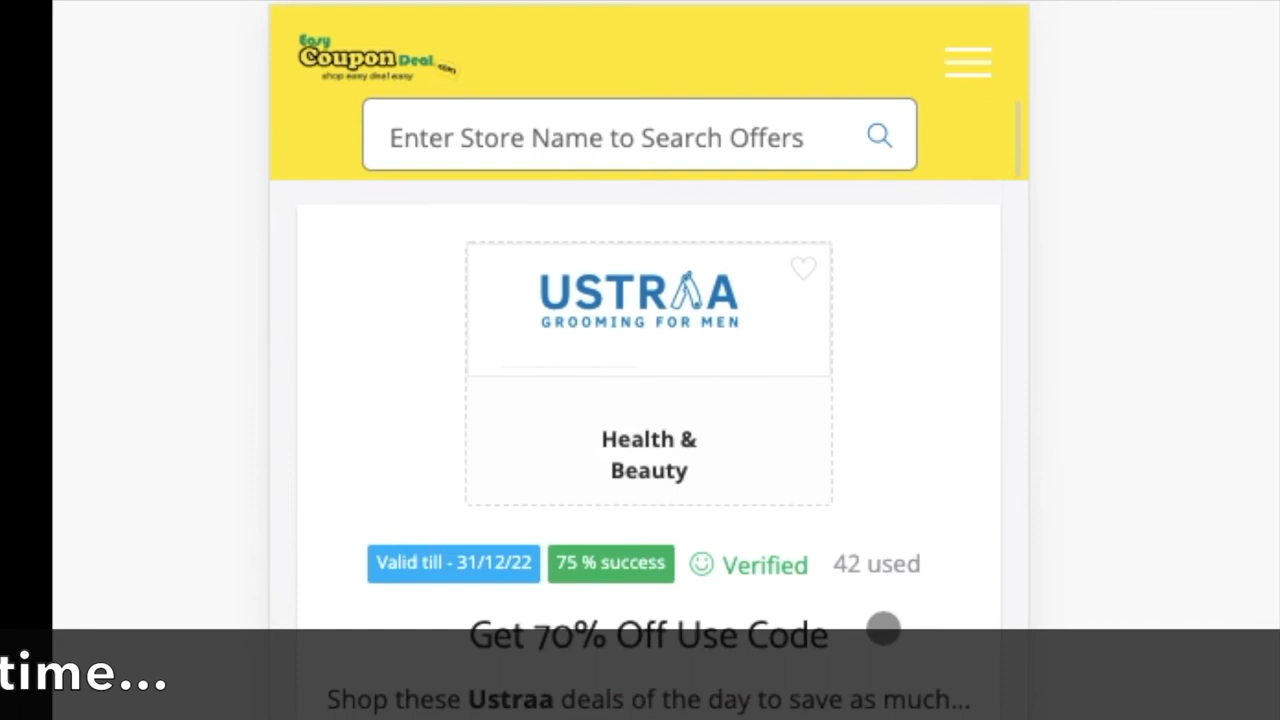 Easy
Coupon Deal .com
shop easy deal easy
Enter Store Name to Search Offers
USTRAA
GROOMING FOR MEN
Health &
Beauty
Valid till - 31/12/22
75 % success
Verified
42 used
Get 70% Off Use Code
time...
Shop these Ustraa deals of the day to save as much...